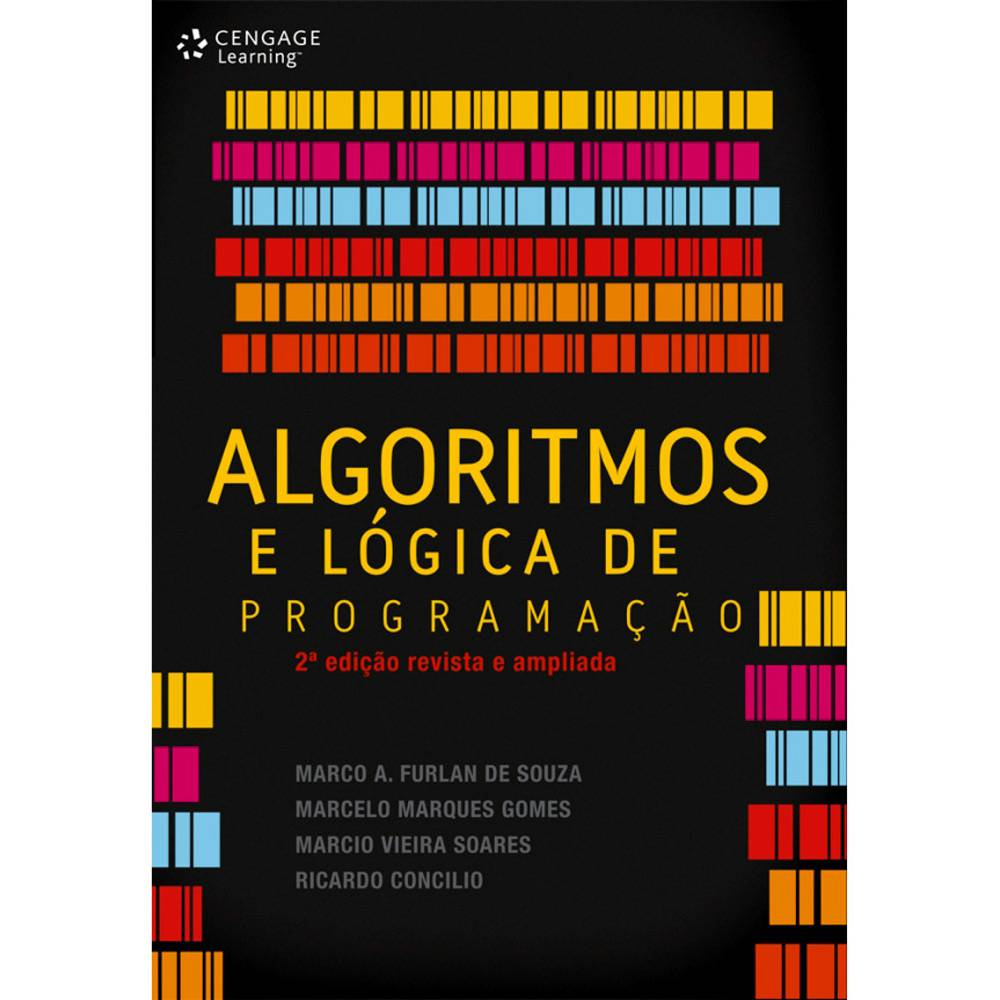 CENGAGE
Learning™
ALGORITMOS
E LÓGICA DE
PROGRAMAÇÃO
2ª edição revista e ampliada
MARCO A. FURLAN DE SOUZA
MARCELO MARQUES GOMES
MARCIO VIEIRA SOARES
RICARDO CONCILIO